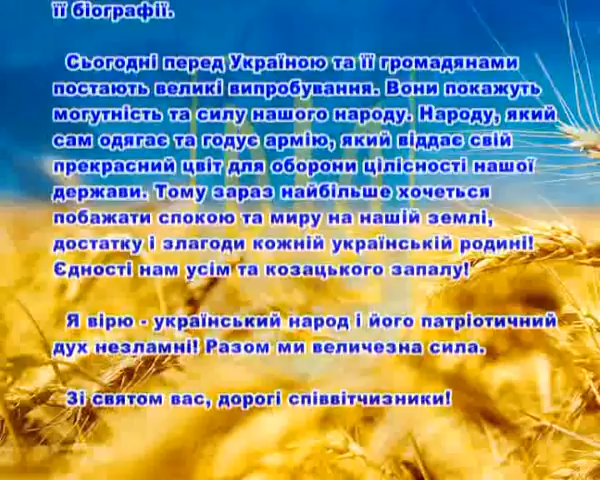 її біографії.
Сьогодні перед Україною та її громадянами
постають великі випробування. Вони покажуть
могутність та силу нашого народу. Народу, який
сам одягає та годує армію, який віддає свій
прекрасний цвіт для оборони цілісності нашої
держави. Тому зараз найбільше хочеться
побажати спокою та миру на нашій землі,
достатку і злагоди кожній українській родині!
Єдності нам усім та козацького запалу!
Я вірю - український народ і його патріотичний
дух незламні! Разом ми величезна сила.
Зі святом вас, дорогі співвітчизники!